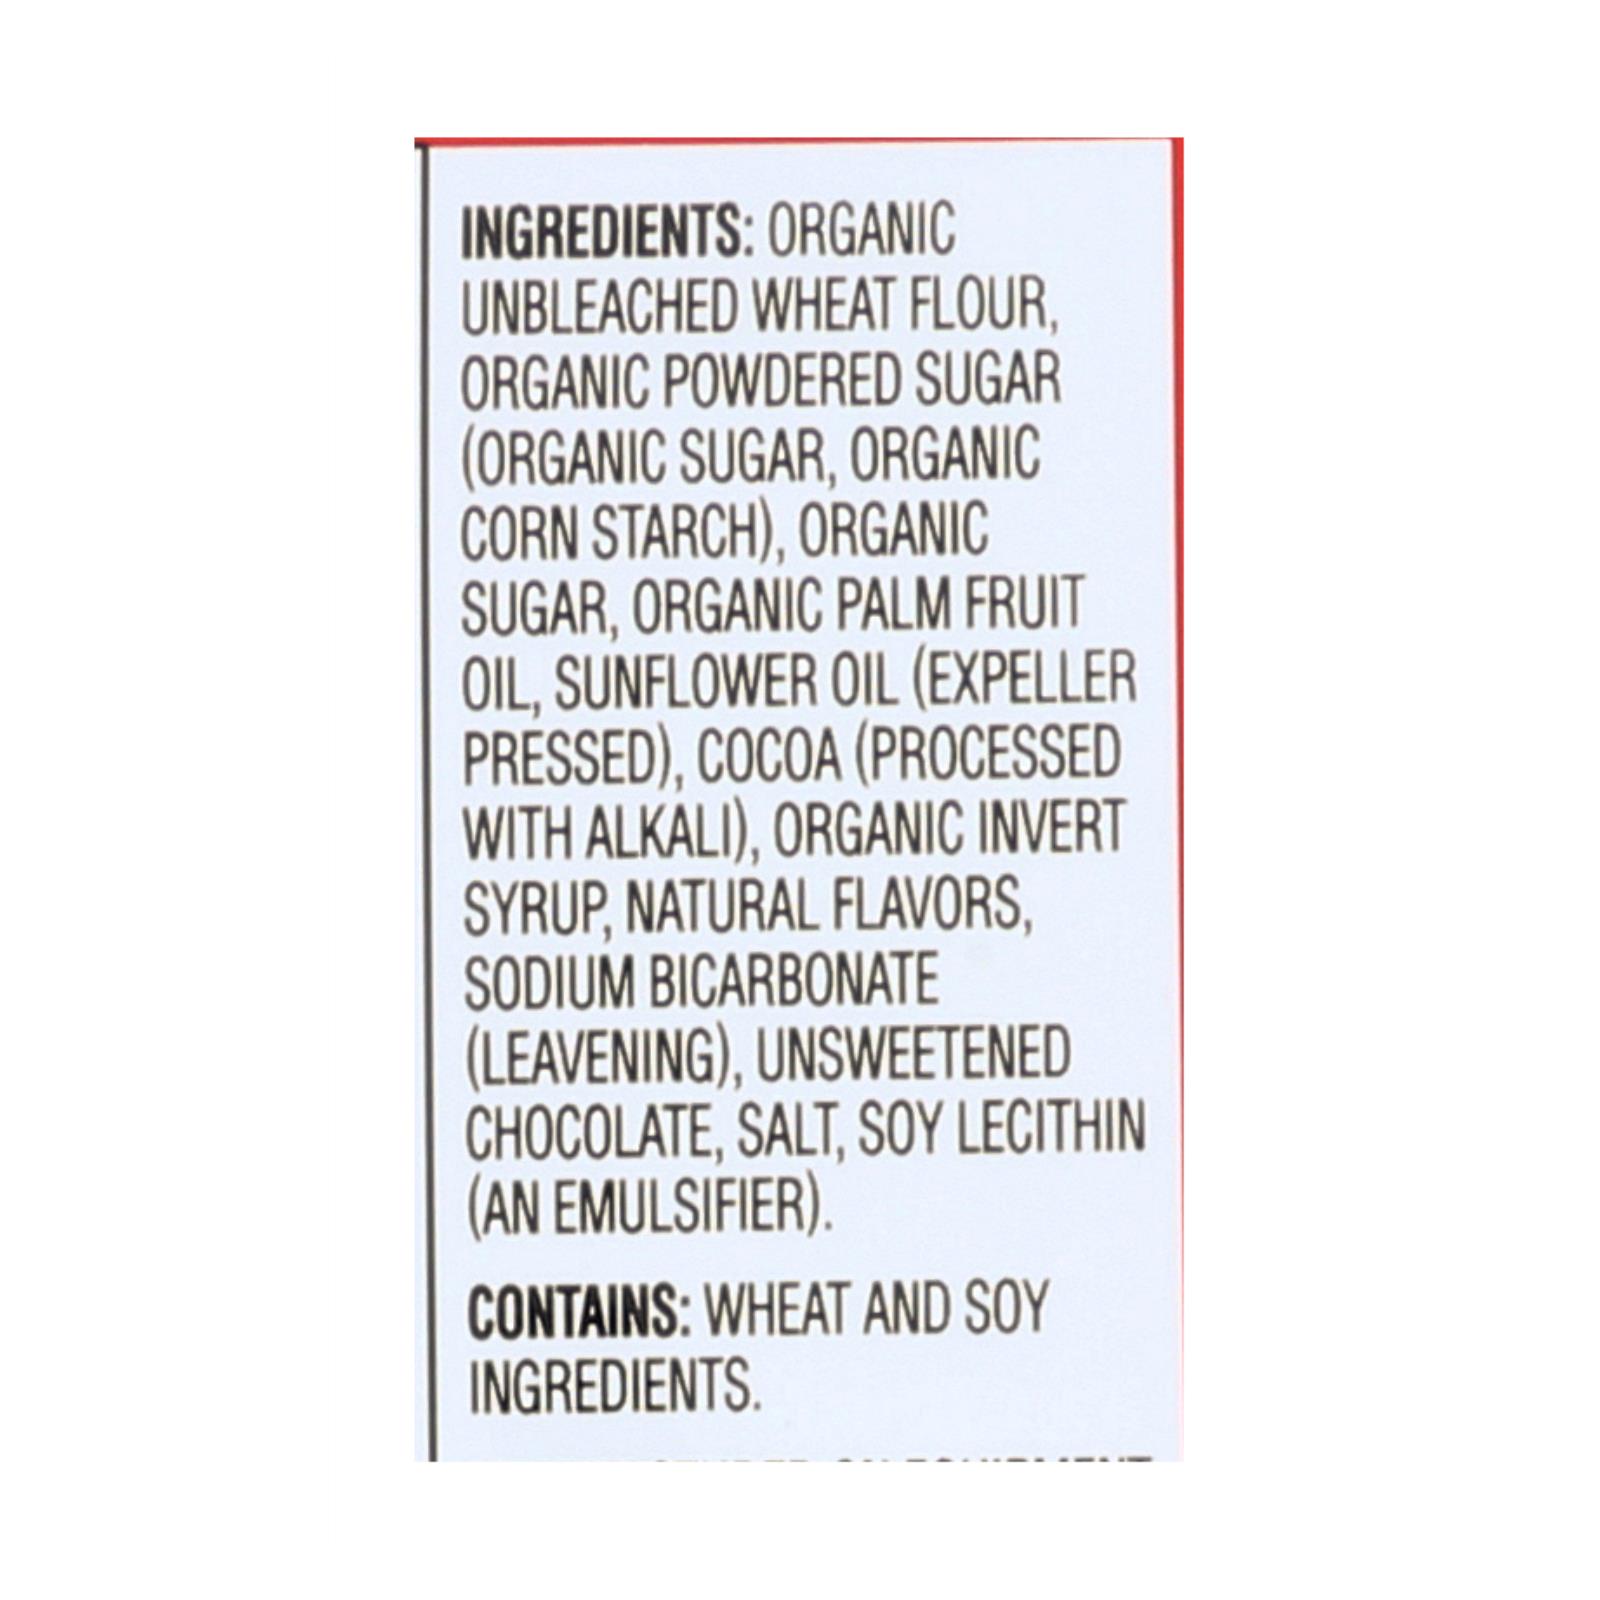 INGREDIENTS: ORGANIC
UNBLEACHED WHEAT FLOUR,
ORGANIC POWDERED SUGAR
(ORGANIC SUGAR, ORGANIC
CORN STARCH), ORGANIC
SUGAR, ORGANIC PALM FRUIT
OIL, SUNFLOWER OIL (EXPELLER
PRESSED), COCOA (PROCESSED
WITH ALKALI), ORGANIC INVERT
SYRUP, NATURAL FLAVORS,
SODIUM BICARBONATE
(LEAVENING), UNSWEETENED
CHOCOLATE, SALT, SOY LECITHIN
(AN EMULSIFIER).
CONTAINS: WHEAT AND SOY
INGREDIENTS.